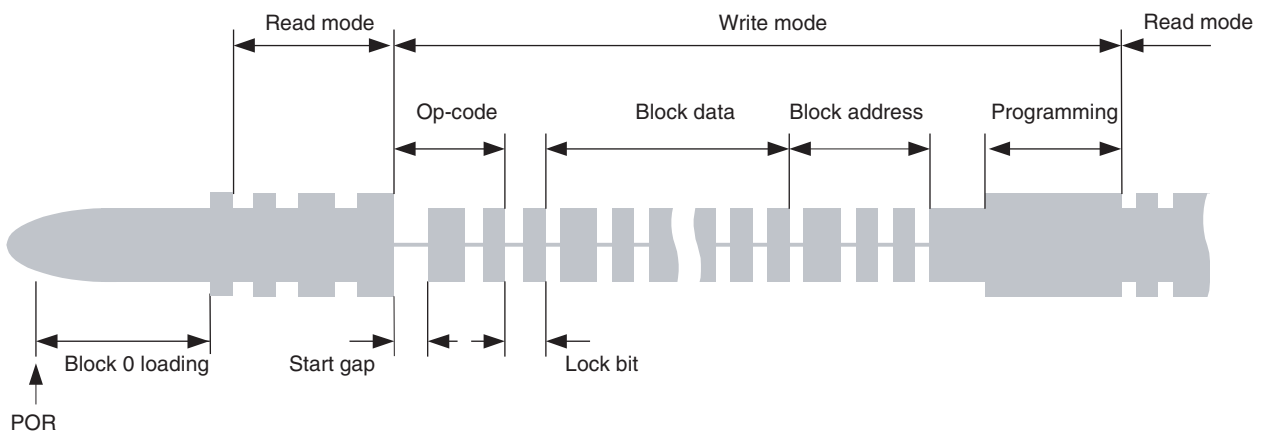 Read mode
Write mode
Read mode
Op-code
Block data
Block address
Programming
Block 0 loading
Start gap
Lock bit
POR